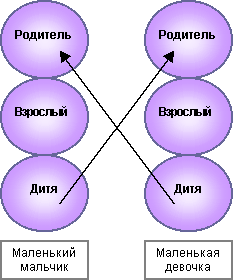 Родитель Родитель
Взрослый Взрослый
Дитя Дитя
Маленький Маленькая
мальчик девочка